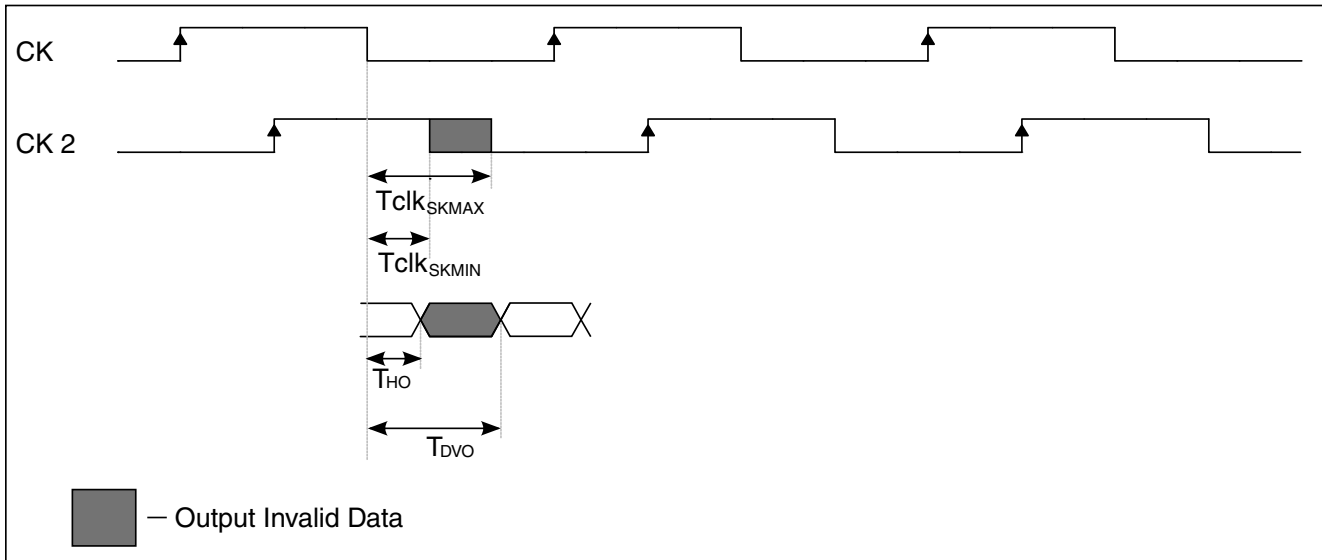 CK
CK 2
TclkSKMAX
TclkSKMIN
THO
TDVO
— Output Invalid Data